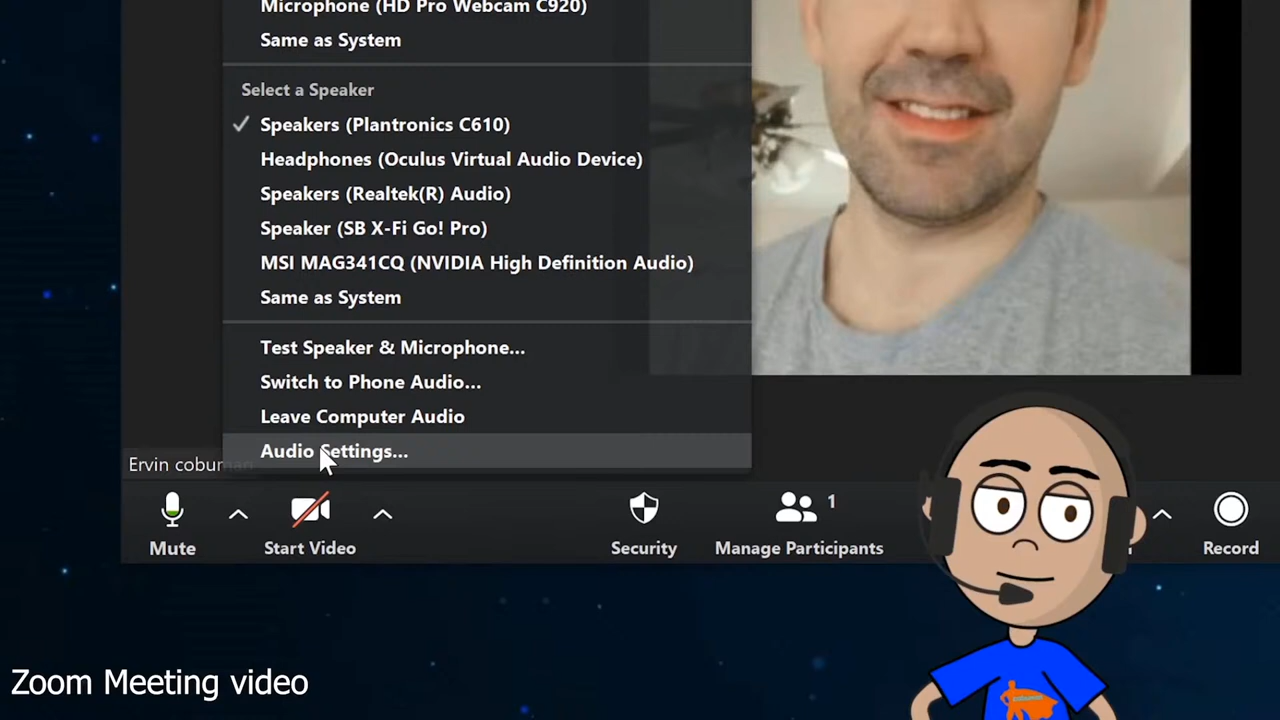 Microphone (HD Pro Webcam C920)
Same as System
Select a Speaker
Speakers (Plantronics C610)
Headphones (Oculus Virtual Audio Device)
Speakers (Realtek(R) Audio)
Speaker (SB X-Fi Go! Pro)
MSI MAG341CQ (NVIDIA High Definition Audio)
Same as System
Test Speaker & Microphone...
Switch to Phone Audio...
Leave Computer Audio
Audio Settings...
Ervin
Mute
Start Video
Security
1
Manage Participants
Record
Zoom Meeting video